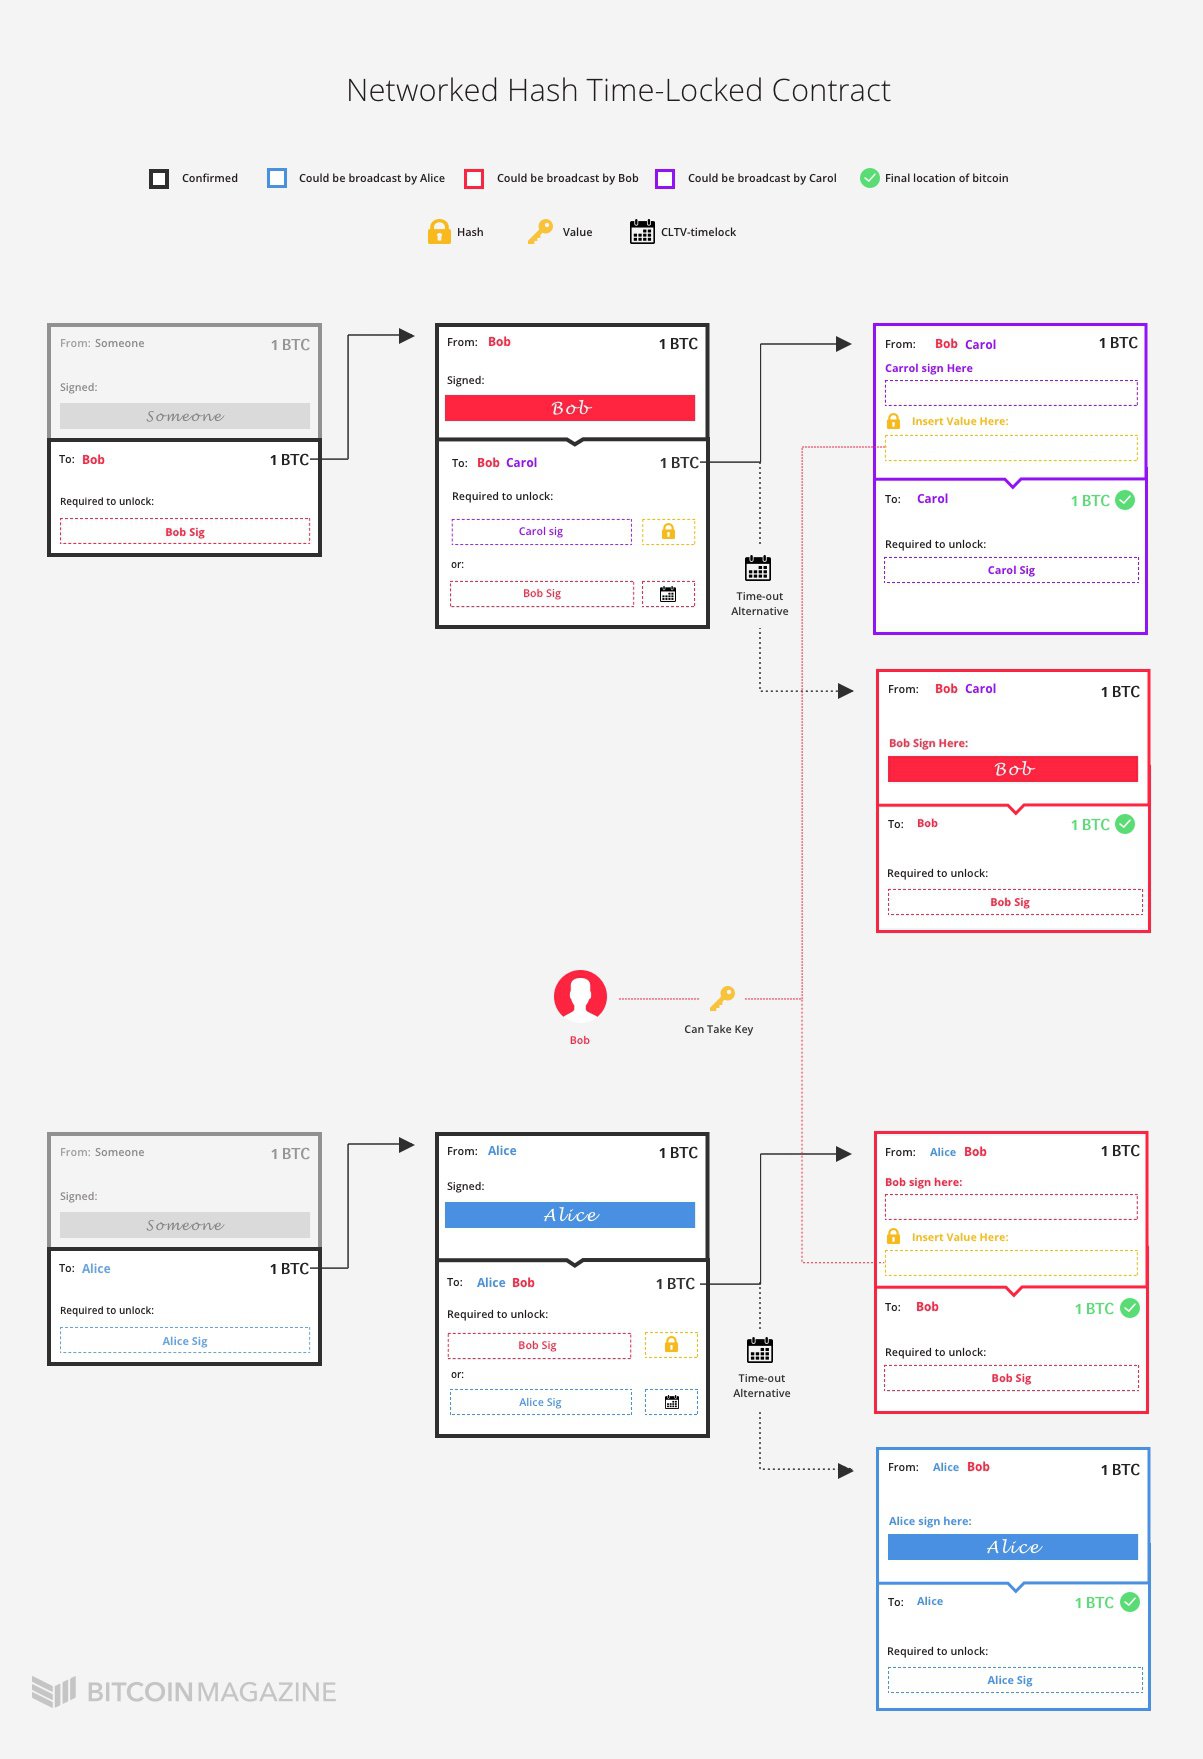 Networked Hash Time-Locked Contract
Confirmed
Could be broadcast by Alice
Could be broadcast by Bob
Could be broadcast by Carol
Final location of bitcoin
Hash
Value
CLTV-timelock
From: Someone 1 BTC
Signed:
Someone
To: Bob 1 BTC
Required to unlock:
Bob Sig
From: Bob 1 BTC
Signed:
Bob
To: Bob Carol 1 BTC
Required to unlock:
Carol sig
or:
Bob Sig
Time-out
Alternative
From: Bob Carol 1 BTC
Carrol sign Here
Insert Value Here:
To: Carol 1 BTC
Required to unlock:
Carol Sig
From: Bob Carol 1 BTC
Bob Sign Here:
Bob
To: Bob 1 BTC
Required to unlock:
Bob Sig
Bob
Can Take Key
From: Someone 1 BTC
Signed:
Someone
To: Alice 1 BTC
Required to unlock:
Alice Sig
From: Alice 1 BTC
Signed:
Alice
To: Alice Bob 1 BTC
Required to unlock:
Bob Sig
or:
Alice Sig
Time-out
Alternative
From: Alice Bob 1 BTC
Bob sign here:
Insert Value Here:
To: Bob 1 BTC
Required to unlock:
Bob Sig
From: Alice Bob 1 BTC
Alice sign here:
Alice
To: Alice 1 BTC
Required to unlock:
Alice Sig
BITCOINMAGAZINE